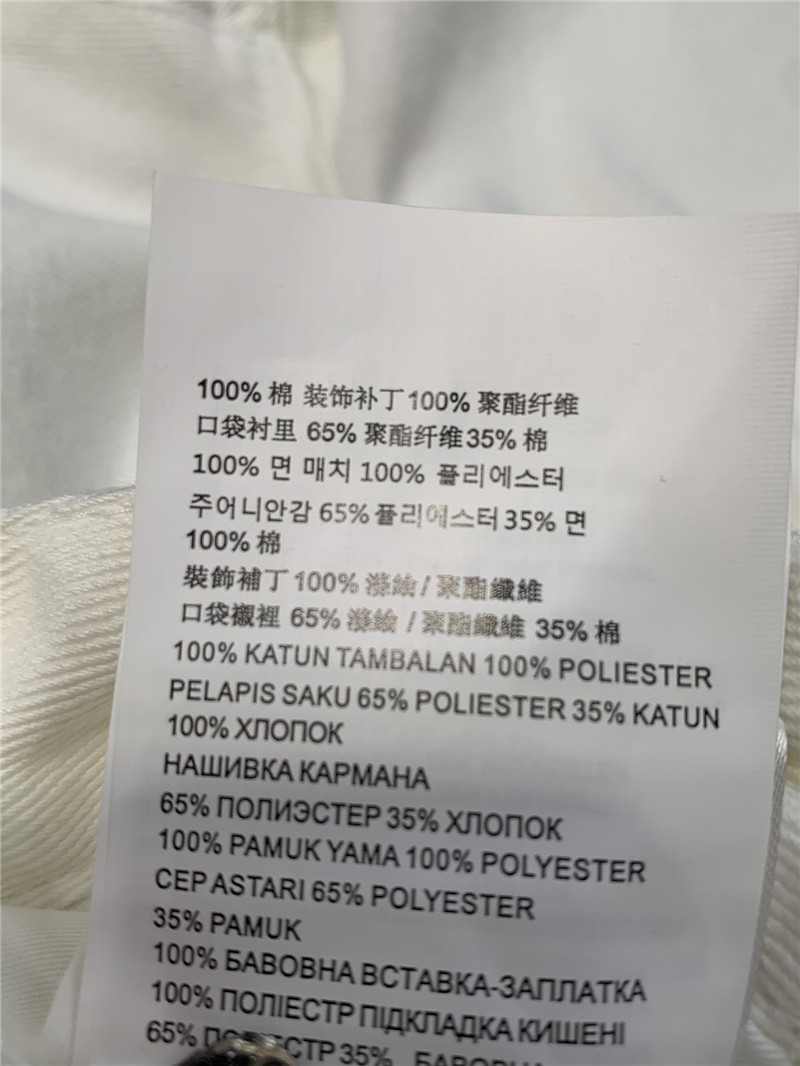 100% 棉 装饰补丁100% 聚酯纤维
口袋衬里 65% 聚酯纤维35% 棉
100% 면 매치 100% 폴리에스터
주어니안감 65% 폴리에스터 35% 면
100% 棉
裝飾補丁100% 滌綸 / 聚酯纖維
口袋襯裡 65% 滌綸 / 聚酯纖維 35% 棉
100% KATUN TAMBALAN 100% POLIESTER
PELAPIS SAKU 65% POLIESTER 35% KATUN
100% ХЛОПОК
НАШИВКА КАРМАНА
65% ПОЛИЭСТЕР 35% ХЛОПОК
100% PAMUK YAMA 100% POLYESTER
CEP ASTARI 65% POLYESTER
35% PAMUK
100% БАВОВНА ВСТАВКА-ЗАПЛАТКА
100% ПОЛІЕСТР ПІДКЛАДКА КИШЕНІ
65% 35%